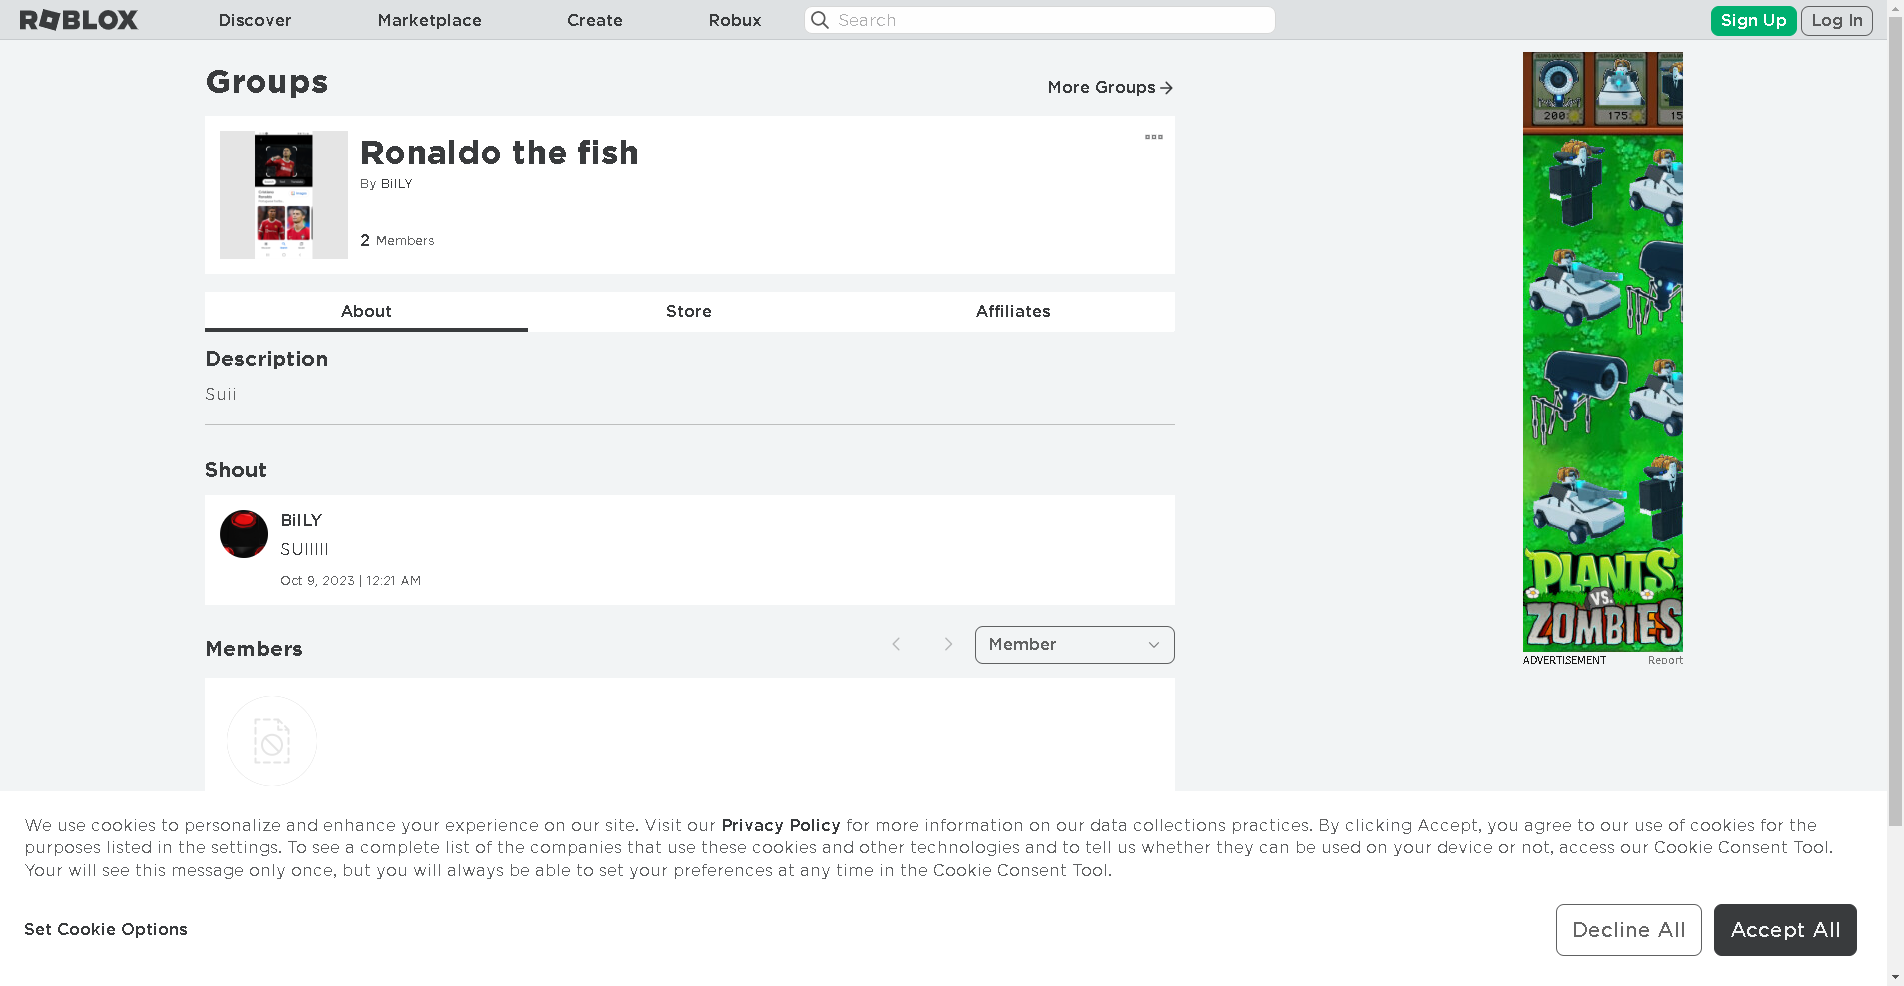 ROBLOX
Discover
Marketplace
Create
Robux
Search
Sign Up
Log In
Groups
More Groups
Ronaldo the fish
By BillY
2 Members
About
Store
Affiliates
Description
Suii
Shout
BillY
SUIIIII
Oct 9, 2023 | 12:21 AM
Members
Member
200
175
15
PLANTS
VS.
ZOMBIES
ADVERTISEMENT
Report
We use cookies to personalize and enhance your experience on our site. Visit our Privacy Policy for more information on our data collections practices. By clicking Accept, you agree to our use of cookies for the
purposes listed in the settings. To see a complete list of the companies that use these cookies and other technologies and to tell us whether they can be used on your device or not, access our Cookie Consent Tool.
Your will see this message only once, but you will always be able to set your preferences at any time in the Cookie Consent Tool.
Set Cookie Options
Decline All
Accept All